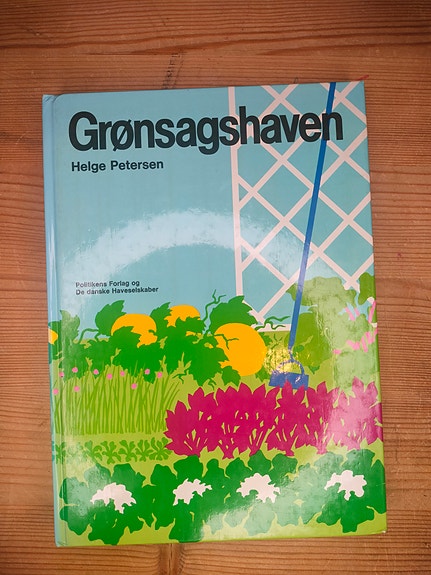 Grønsagshaven
Helge Petersen
Politikens Forlag og
De danske Haveselskaber